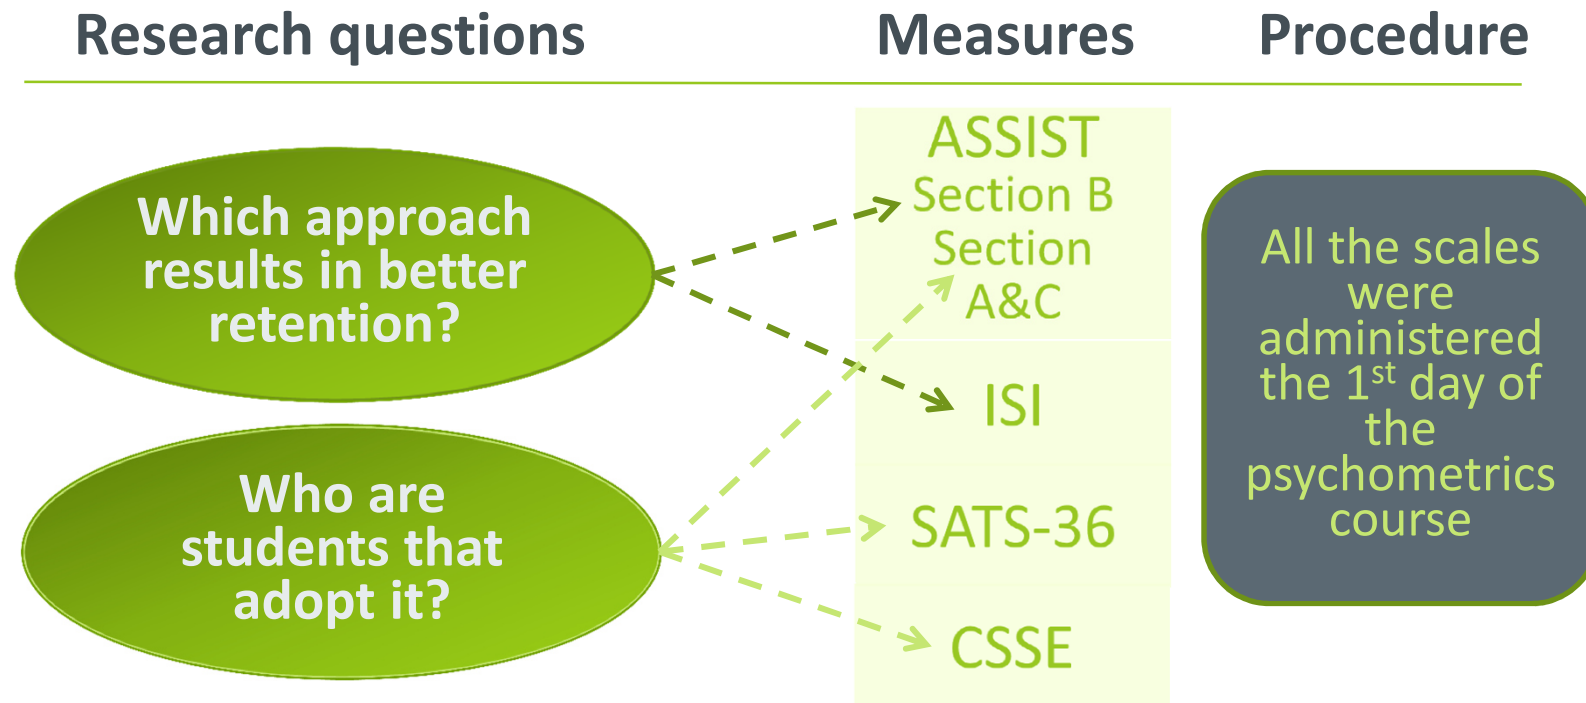 Research questions
Measures
Procedure
Which approach
results in better
retention?
Who are
students that
adopt it?
ASSIST
Section B
Section
A&C
ISI
SATS-36
CSSE
All the scales
were
administered
the 1st day of
the
psychometrics
course